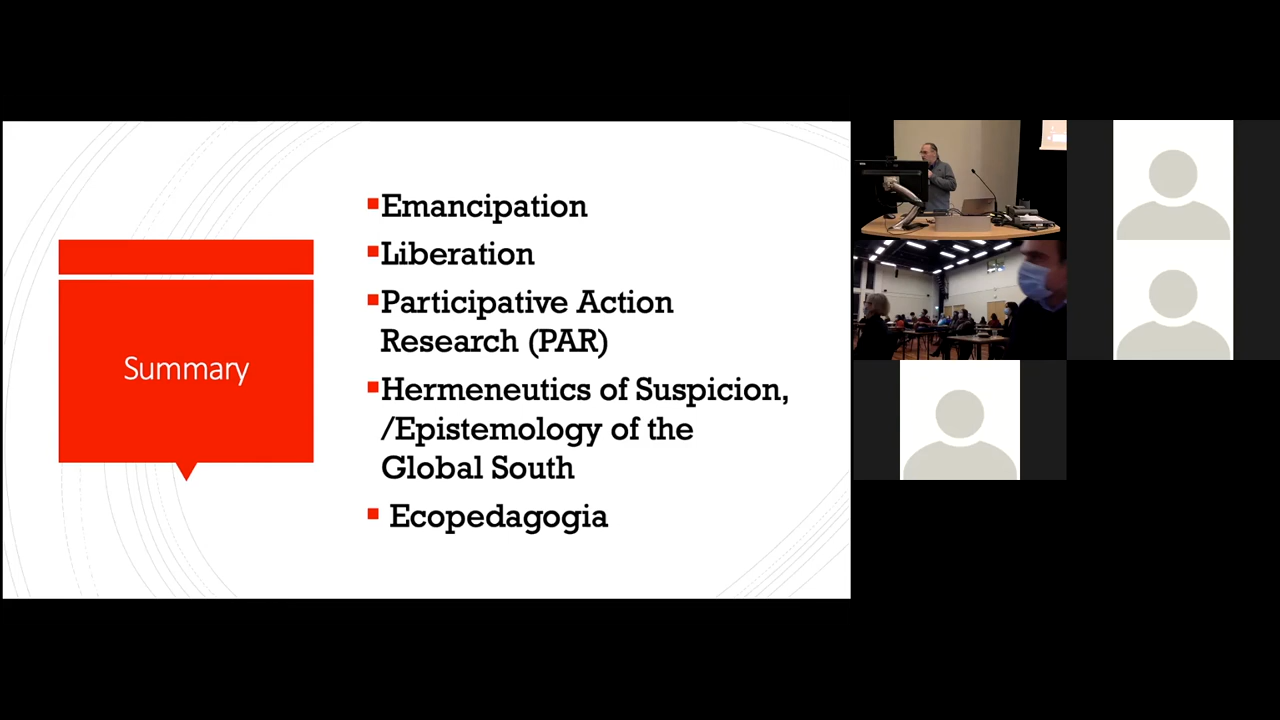 Summary
Emancipation
Liberation
Participative Action
Research (PAR)
Hermeneutics of Suspicion,
/Epistemology of the
Global South
Ecopedagogia